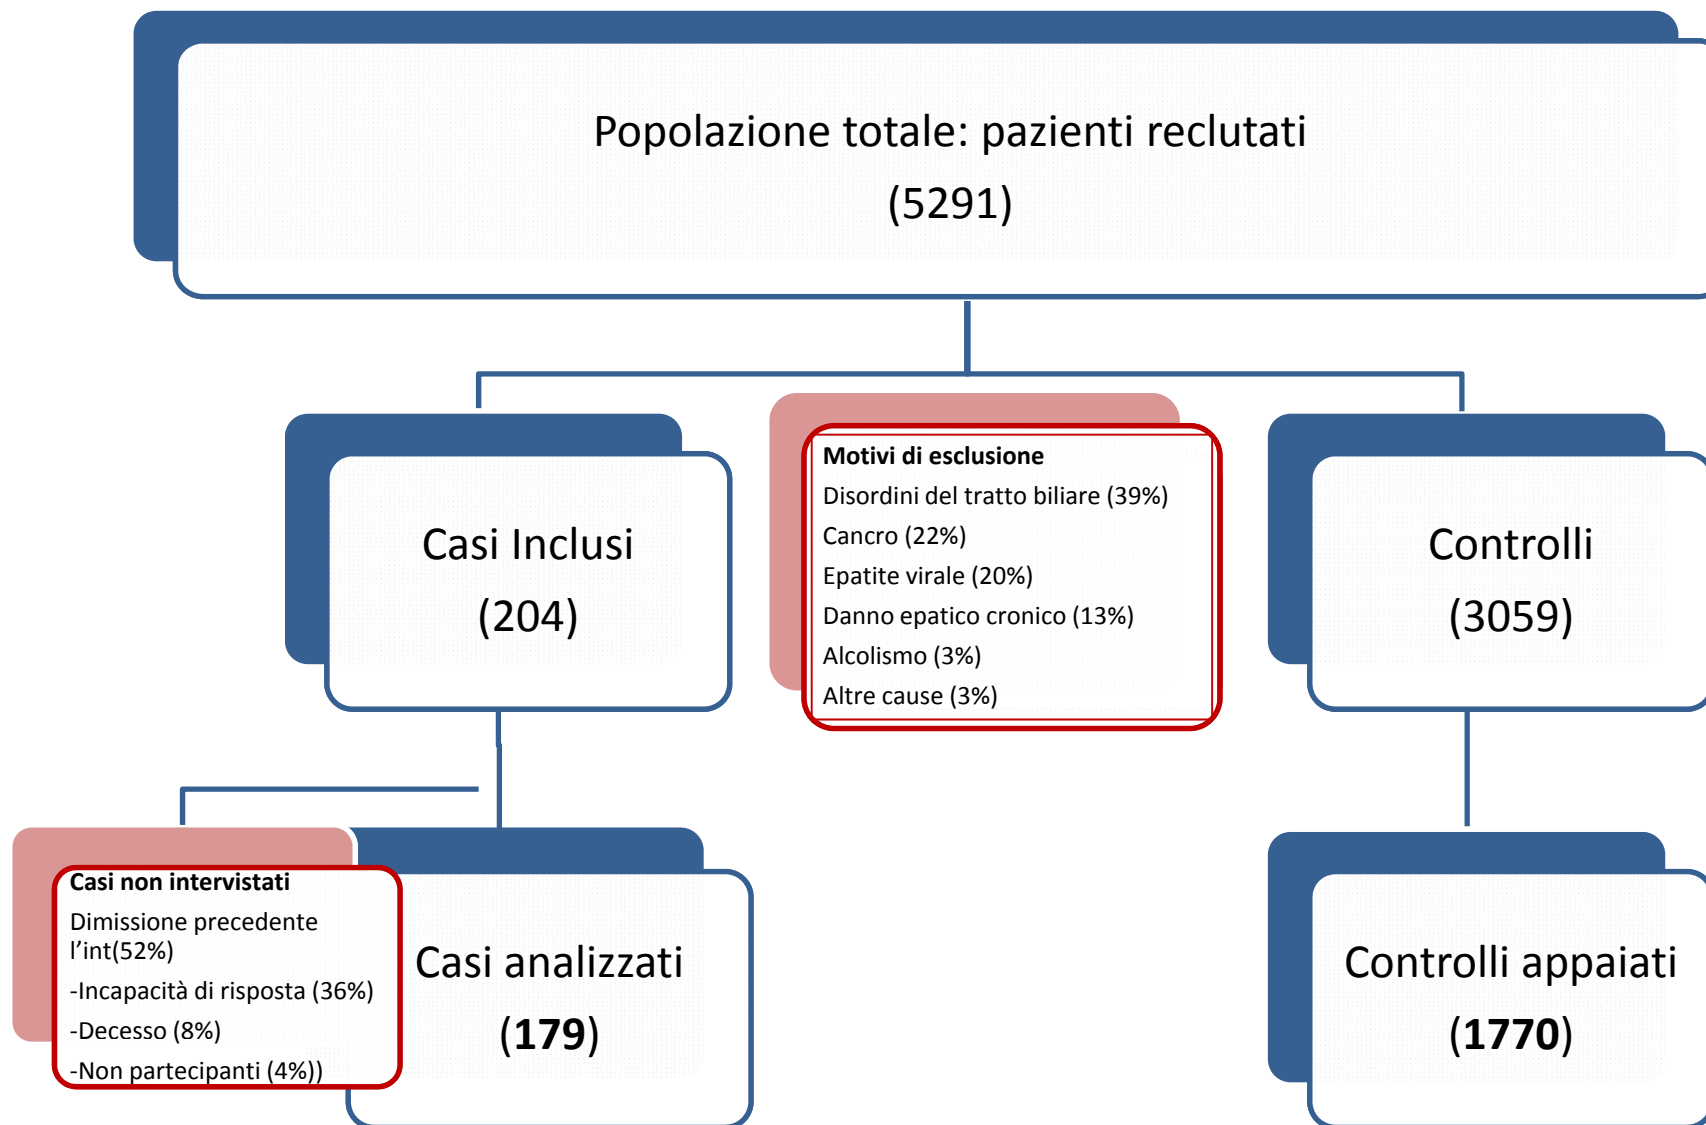 Popolazione totale: pazienti reclutati
(5291)
Casi Inclusi
(204)
Motivi di esclusione
Disordini del tratto biliare (39%)
Cancro (22%)
Epatite virale (20%)
Danno epatico cronico (13%)
Alcolismo (3%)
Altre cause (3%)
Controlli
(3059)
Casi non intervistati
Dimissione precedente
l’int(52%)
-Incapacità di risposta (36%)
-Decesso (8%)
-Non partecipanti (4%))
Casi analizzati
(179)
Controlli appaiati
(1770)